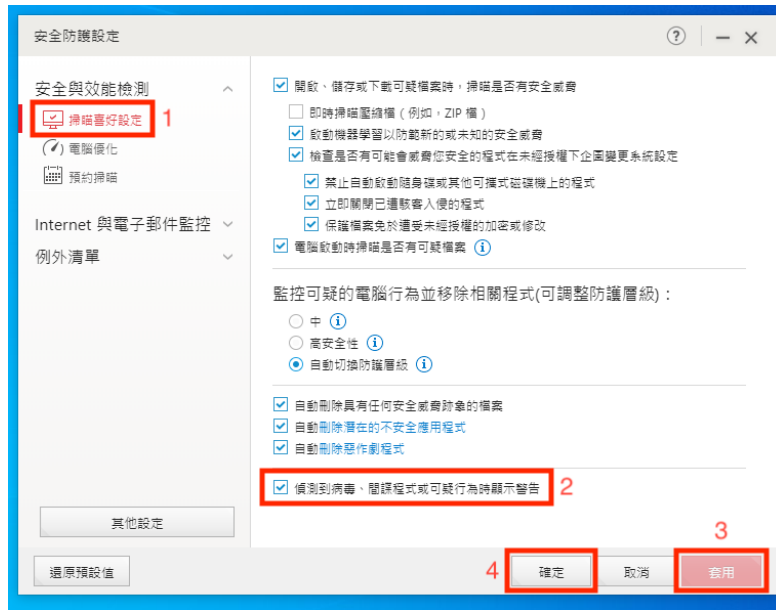 安全防護設定
?
安全與效能檢測
掃瞄喜好設定 1
電腦優化
預約掃瞄
Internet 與電子郵件監控
例外清單
開啟、儲存或下載可疑檔案時，掃瞄是否有安全威脅
即時掃瞄壓縮檔（例如，ZIP 檔）
啟動機器學習以防範新的或未知的安全威脅
檢查是否有可能會威脅您安全的程式在未經授權下企圖變更系統設定
禁止自動啟動隨身碟或其他可攜式磁碟機上的程式
立即關閉已遭駭客入侵的程式
保護檔案免於遭受未經授權的加密或修改
電腦啟動時掃瞄是否有可疑檔案 i
監控可疑的電腦行為並移除相關程式(可調整防護層級)：
中 i
高安全性 i
自動切換防護層級 i
自動刪除具有任何安全威脅跡象的檔案
自動刪除潛在的不安全應用程式
自動刪除惡作劇程式
偵測到病毒、間諜程式或可疑行為時顯示警告 2
其他設定
3
還原預設值 4 確定 取消 套用